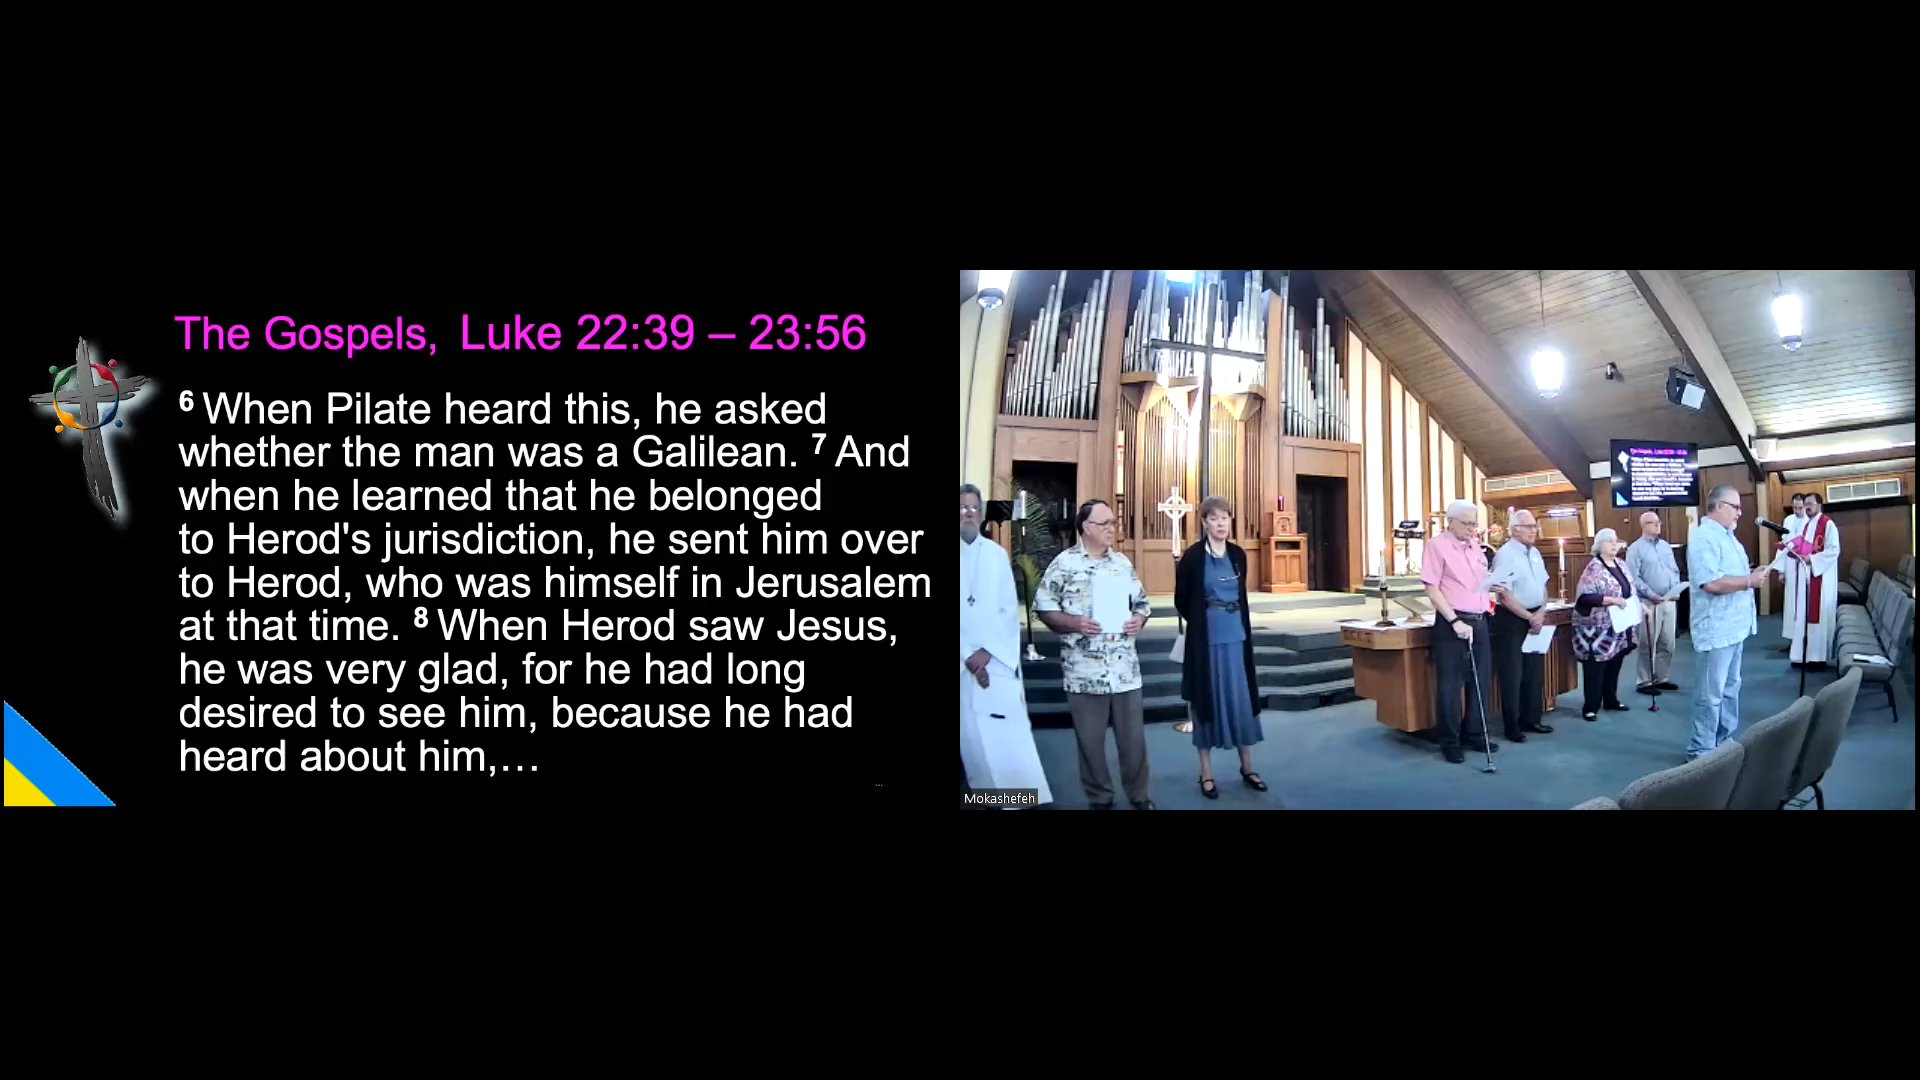 The Gospels, Luke 22:39 – 23:56
6 When Pilate heard this, he asked
whether the man was a Galilean. 7 And
when he learned that he belonged
to Herod's jurisdiction, he sent him over
to Herod, who was himself in Jerusalem
at that time. 8 When Herod saw Jesus,
he was very glad, for he had long
desired to see him, because he had
heard about him,…
...
Mokashefeh